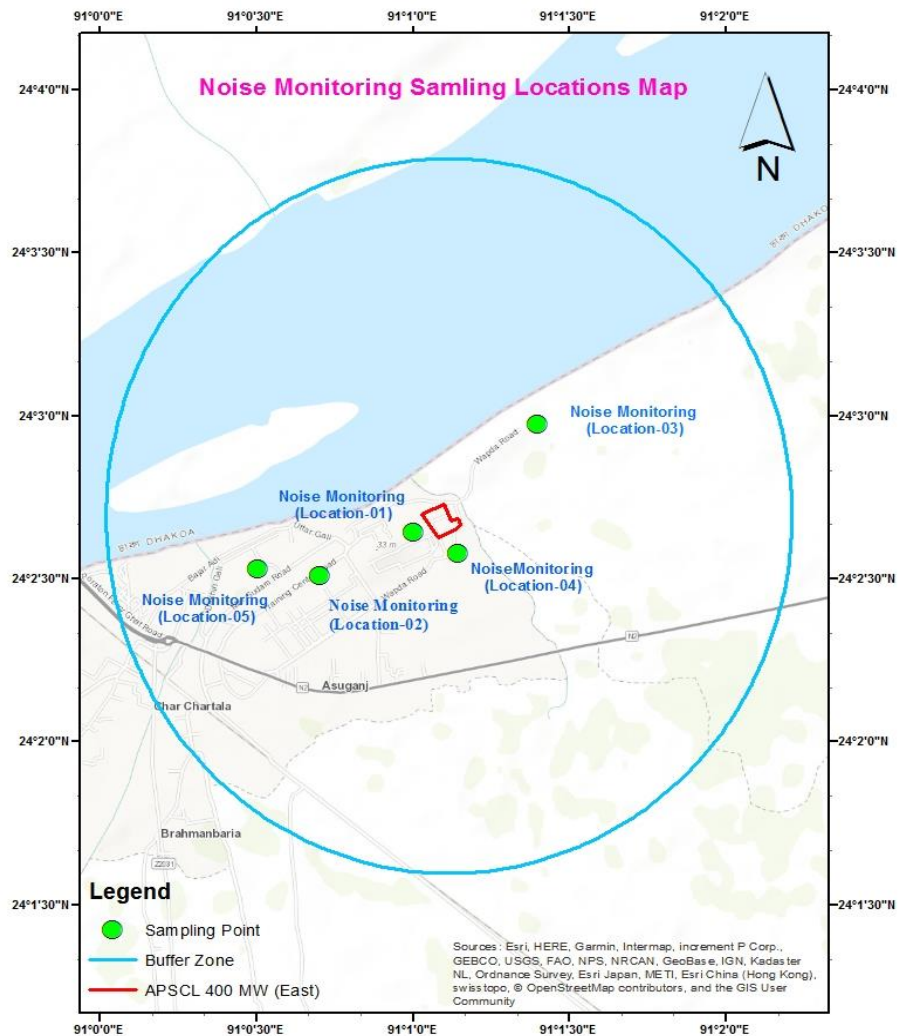 91°0'0"E 91°0'30"E 91°1'0"E 91°1'30"E 91°2'0"E
Noise Monitoring Samling Locations Map
24°4'0"N 24°4'0"N
N
DHAKA
24°3'30"N 24°3'30"N
24°3'0"N 24°3'0"N
Noise Monitoring
(Location-03)
Wapda Road
Noise Monitoring
(Location-01)
DHAKA
Uttar Gali
33 m
24°2'30"N 24°2'30"N
Noise Monitoring
(Location-05)
Noise Monitoring
(Location-02)
NoiseMonitoring
(Location-04)
Wapda Road
N2
N2
Asuganj
Char Chartala
24°2'0"N 24°2'0"N
Brahmanbaria
Z2031
24°1'30"N 24°1'30"N
Legend
Sampling Point
Buffer Zone
APSCL 400 MW (East)
Sources: Esri, HERE, Garmin, Intermap, increment P Corp.,
GEBCO, USGS, FAO, NPS, NRCAN, GeoBase, IGN, Kadaster
NL, Ordnance Survey, Esri Japan, METI, Esri China (Hong Kong),
swisstopo, © OpenStreetMap contributors, and the GIS User
Community
91°0'0"E 91°0'30"E 91°1'0"E 91°1'30"E 91°2'0"E